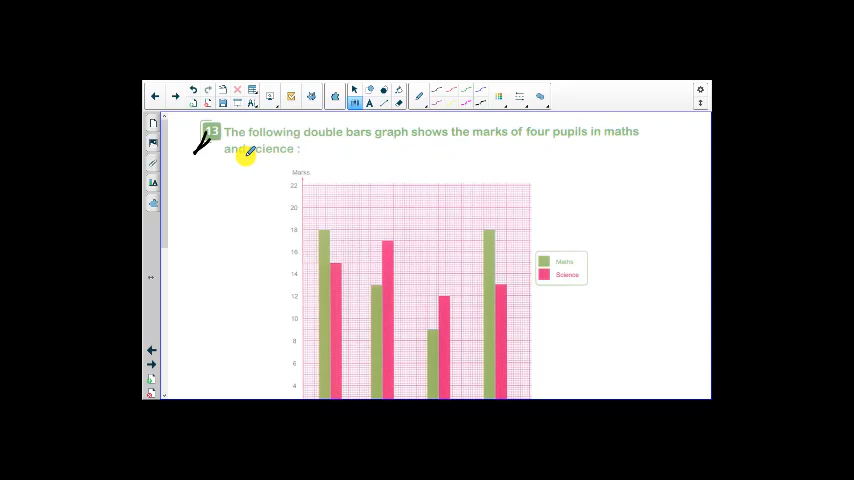 13 The following double bars graph shows the marks of four pupils in maths
and science :
Marks
22
20
18
16
14
12
10
8
6
4
Maths
Science